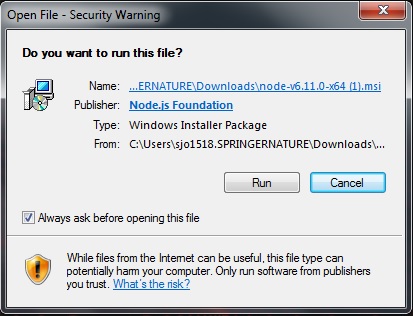 Open File - Security Warning
Do you want to run this file?
Name: ...ERNATURE\Downloads\node-v6.11.0-x64 (1).msi
Publisher: Node.js Foundation
Type: Windows Installer Package
From: C:\Users\sjo1518.SPRINGERNATURE\Downloads\...
Run Cancel
Always ask before opening this file
While files from the Internet can be useful, this file type can
potentially harm your computer. Only run software from publishers
you trust. What's the risk?